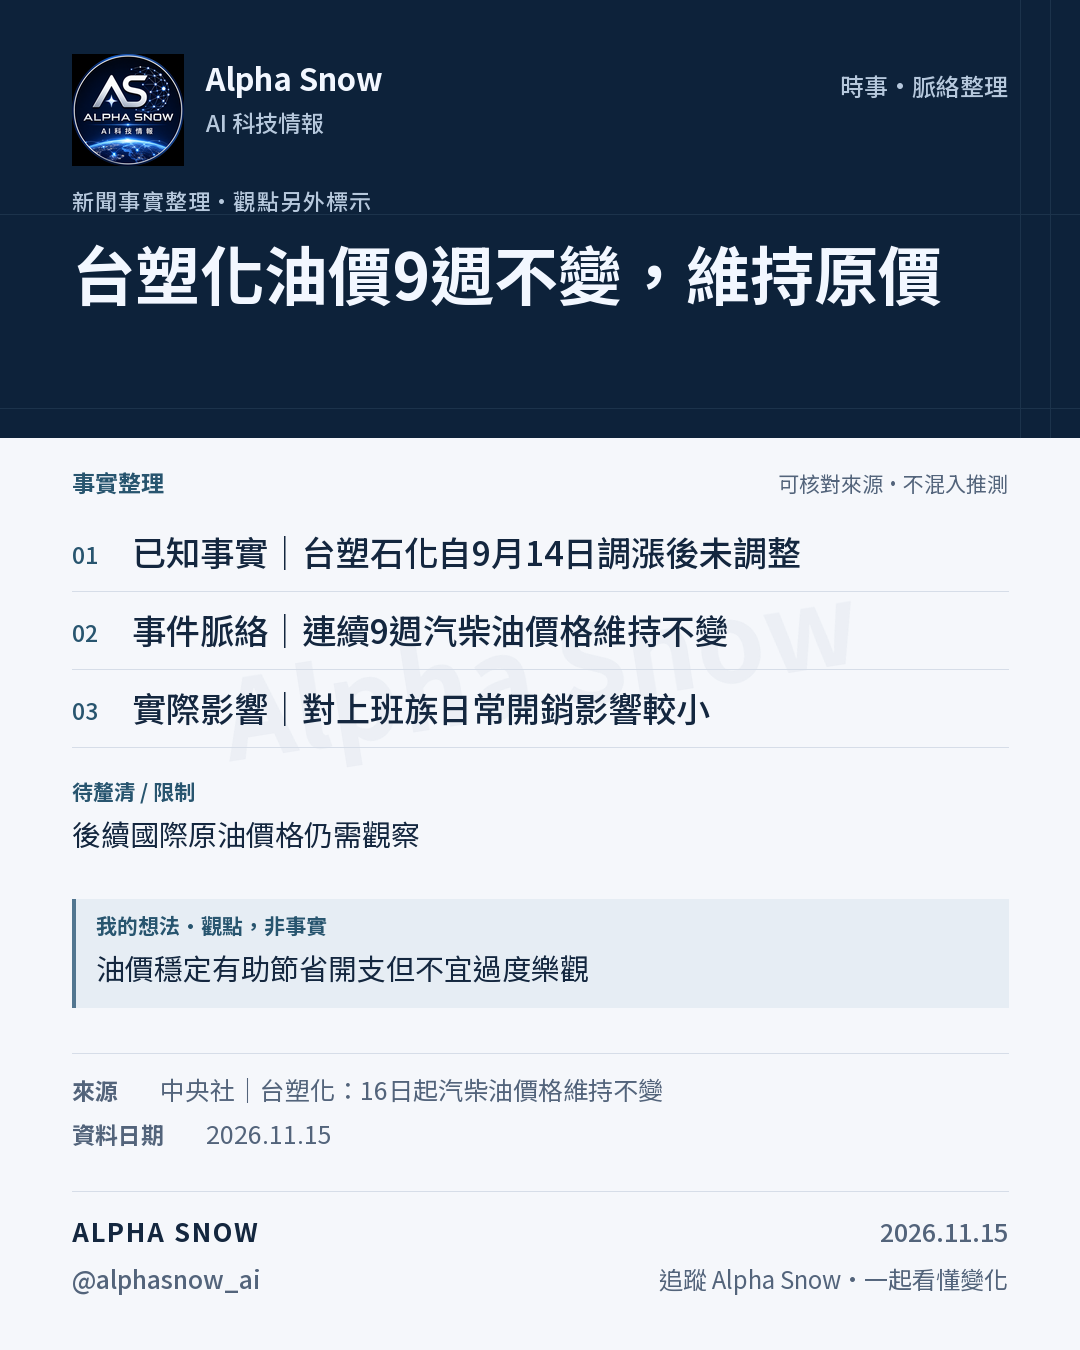 AS
ALPHA SNOW
AI 科技情報
Alpha Snow
AI 科技情報
時事・脈絡整理
新聞事實整理・觀點另外標示
台塑化油價9週不變，維持原價
事實整理
可核對來源・不混入推測
01 已知事實｜台塑石化自9月14日調漲後未調整
02 事件脈絡｜連續9週汽柴油價格維持不變
03 實際影響｜對上班族日常開銷影響較小
Alpha Snow
待釐清 / 限制
後續國際原油價格仍需觀察
我的想法・觀點，非事實
油價穩定有助節省開支但不宜過度樂觀
來源 中央社｜台塑化：16日起汽柴油價格維持不變
資料日期 2026.11.15
ALPHA SNOW
2026.11.15
@alphasnow_ai
追蹤 Alpha Snow・一起看懂變化